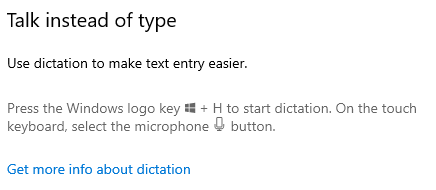 Talk instead of type
Use dictation to make text entry easier.
Press the Windows logo key + H to start dictation. On the touch
keyboard, select the microphone button.
Get more info about dictation